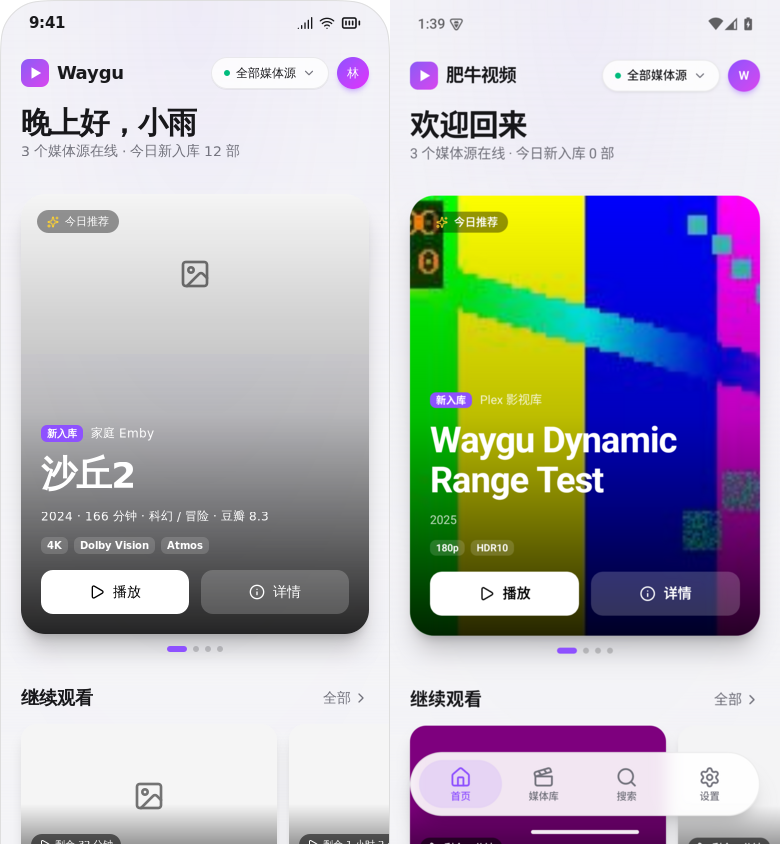 9:41
Waygu
全部媒体源
林
晚上好，小雨
3 个媒体源在线 · 今日新入库 12 部
今日推荐
新入库 家庭 Emby
沙丘2
2024 · 166 分钟 · 科幻 / 冒险 · 豆瓣 8.3
4K Dolby Vision Atmos
播放 详情
继续观看
全部
1:39
肥牛视频
全部媒体源
W
欢迎回来
3 个媒体源在线 · 今日新入库 0 部
今日推荐
新入库 Plex 影视库
Waygu Dynamic
Range Test
2025
180p HDR10
播放 详情
继续观看
全部
首页 媒体库 搜索 设置